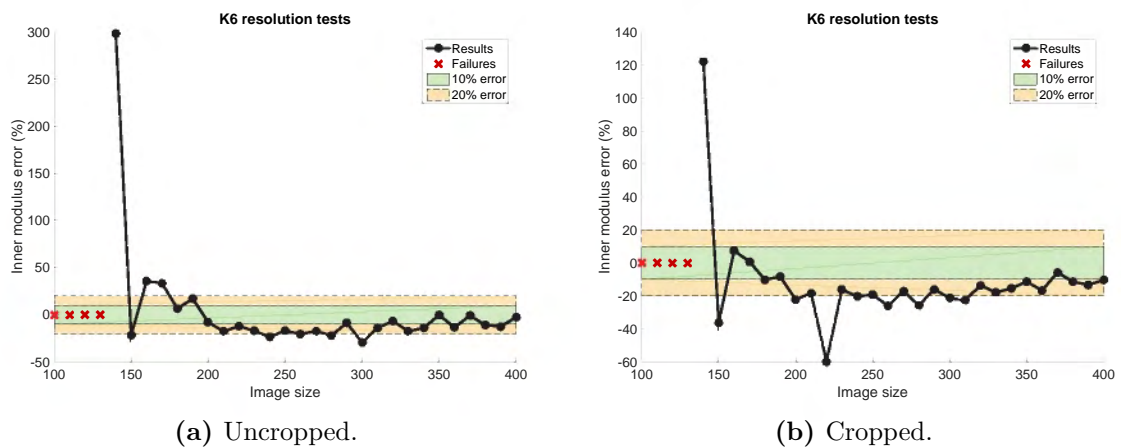 K6 resolution tests
300
250
200
150
100
50
0
-50
100 150 200 250 300 350 400
Inner modulus error (%)
Image size
Results
Failures
10% error
20% error
(a) Uncropped.
K6 resolution tests
140
120
100
80
60
40
20
0
-20
-40
-60
100 150 200 250 300 350 400
Inner modulus error (%)
Image size
Results
Failures
10% error
20% error
(b) Cropped.